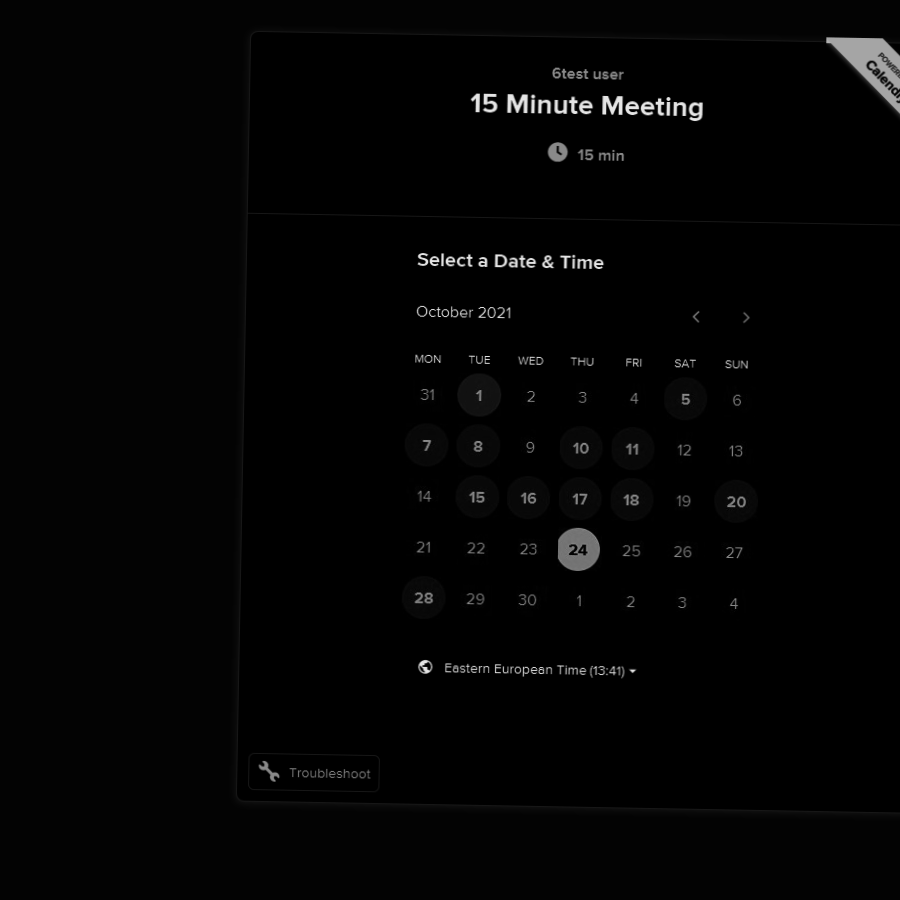 6test user
15 Minute Meeting
15 min
Select a Date & Time
October 2021
MON TUE WED THU FRI SAT SUN
31 1 2 3 4 5 6
7 8 9 10 11 12 13
14 15 16 17 18 19 20
21 22 23 24 25 26 27
28 29 30 1 2 3 4
Eastern European Time (13:41)
Troubleshoot